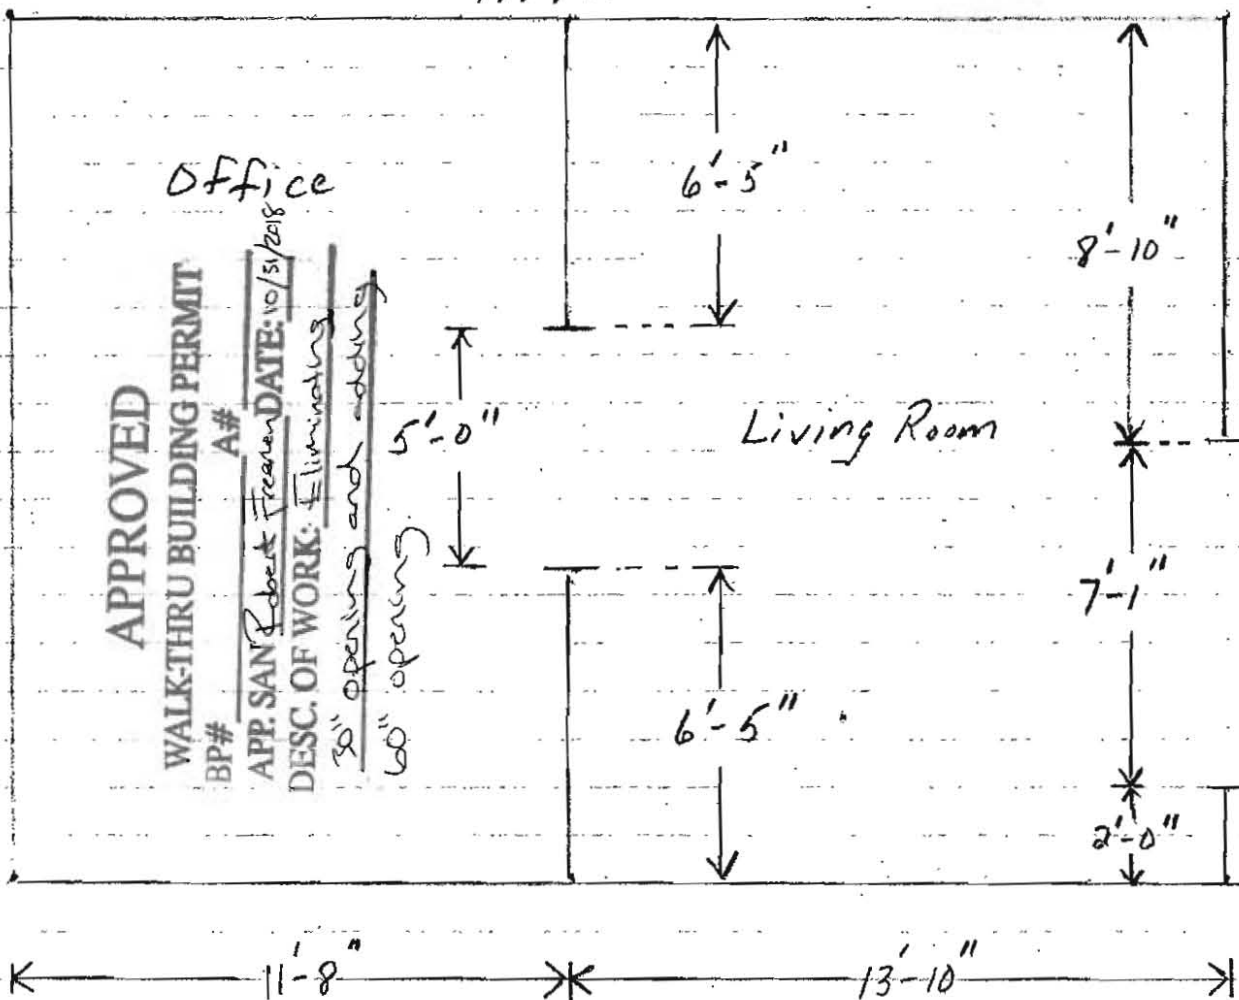 Office
APPROVED
WALK-THRU BUILDING PERMIT
BP# A#
APP. SAN Robert Freeman DATE: 10/31/2018
DESC. OF WORK: Eliminating
30" opening and adding
60" opening
5'-0"
6'-5"
6'-5"
Living Room
8'-10"
7'-1"
2'-0"
11'-8"
13'-10"